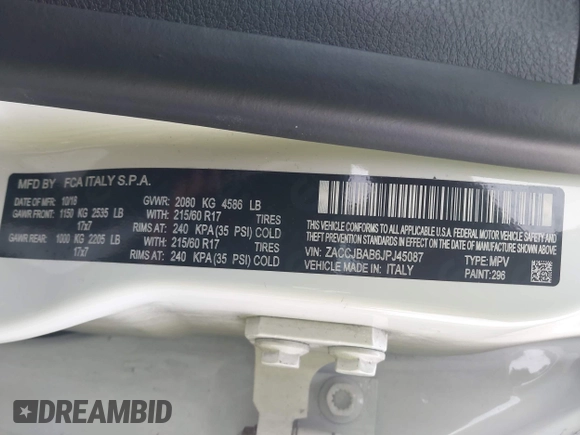 MFD BY FCA ITALY S.P.A.
DATE OF MFR: 10/18 GVWR: 2080 KG 4586 LB
GAWR FRONT: 1150 KG 2535 LB WITH: 215/60 R17 TIRES
17x7 RIMS AT: 240 KPA (35 PSI) COLD
GAWR REAR: 1000 KG 2205 LB WITH: 215/60 R17 TIRES
17x7 RIMS AT: 240 KPA (35 PSI) COLD
THIS VEHICLE CONFORMS
TO ALL APPLICABLE U.S.A. FEDERAL MOTOR VEHICLE SAFETY,
BUMPER, AND THEFT PREVENTION STANDARDS IN EFFECT ON
THE DATE OF MANUFACTURE SHOWN ABOVE.
VIN: ZACCJBAB6JPJ45087 TYPE: MPV
VEHICLE MADE IN: ITALY PAINT: 296
DREAMBID